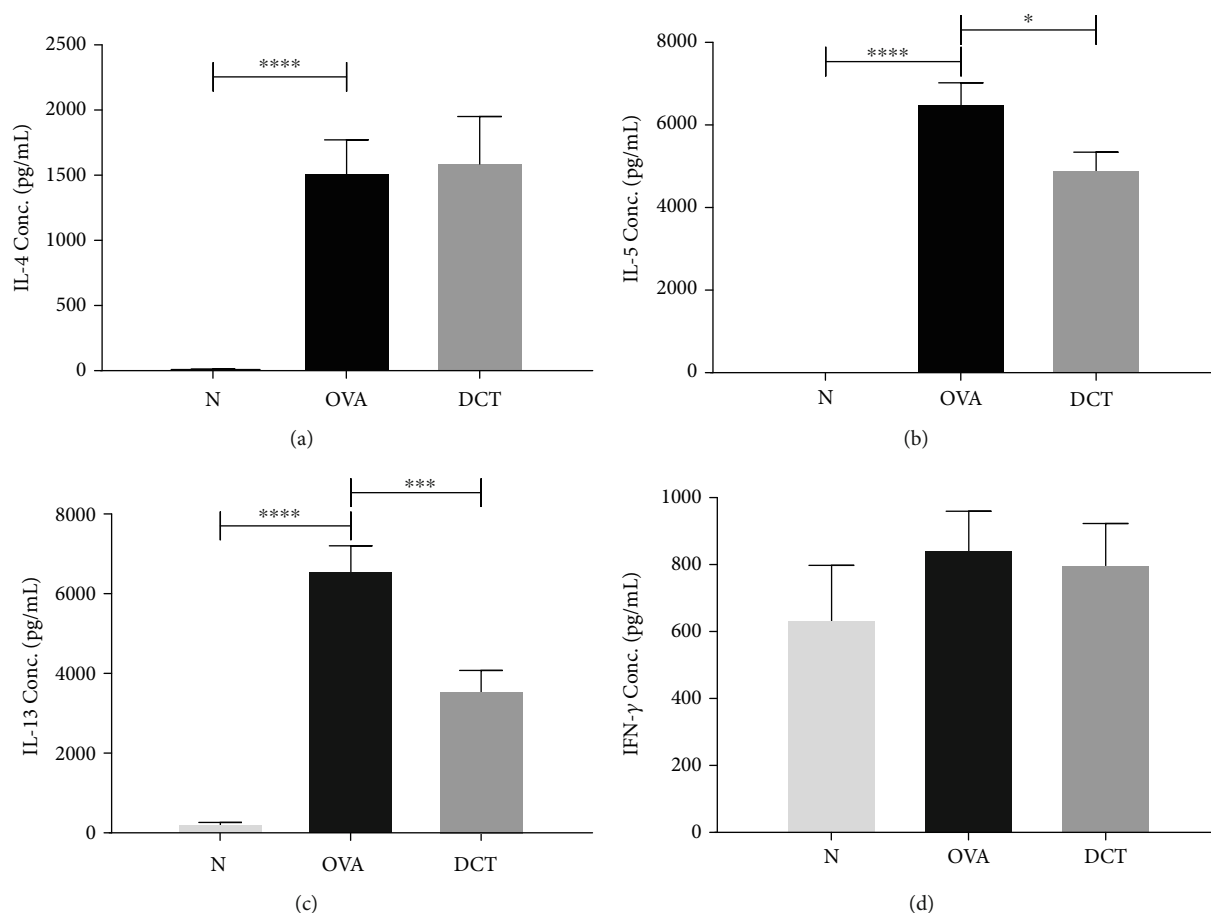 2500
2000
1500
1000
500
0
IL-4 Conc. (pg/mL)
****
N OVA DCT
(a)
8000
6000
4000
2000
0
IL-5 Conc. (pg/mL)
****
*
N OVA DCT
(b)
8000
6000
4000
2000
0
IL-13 Conc. (pg/mL)
****
***
N OVA DCT
(c)
1000
800
600
400
200
0
IFN-γ Conc. (pg/mL)
N OVA DCT
(d)